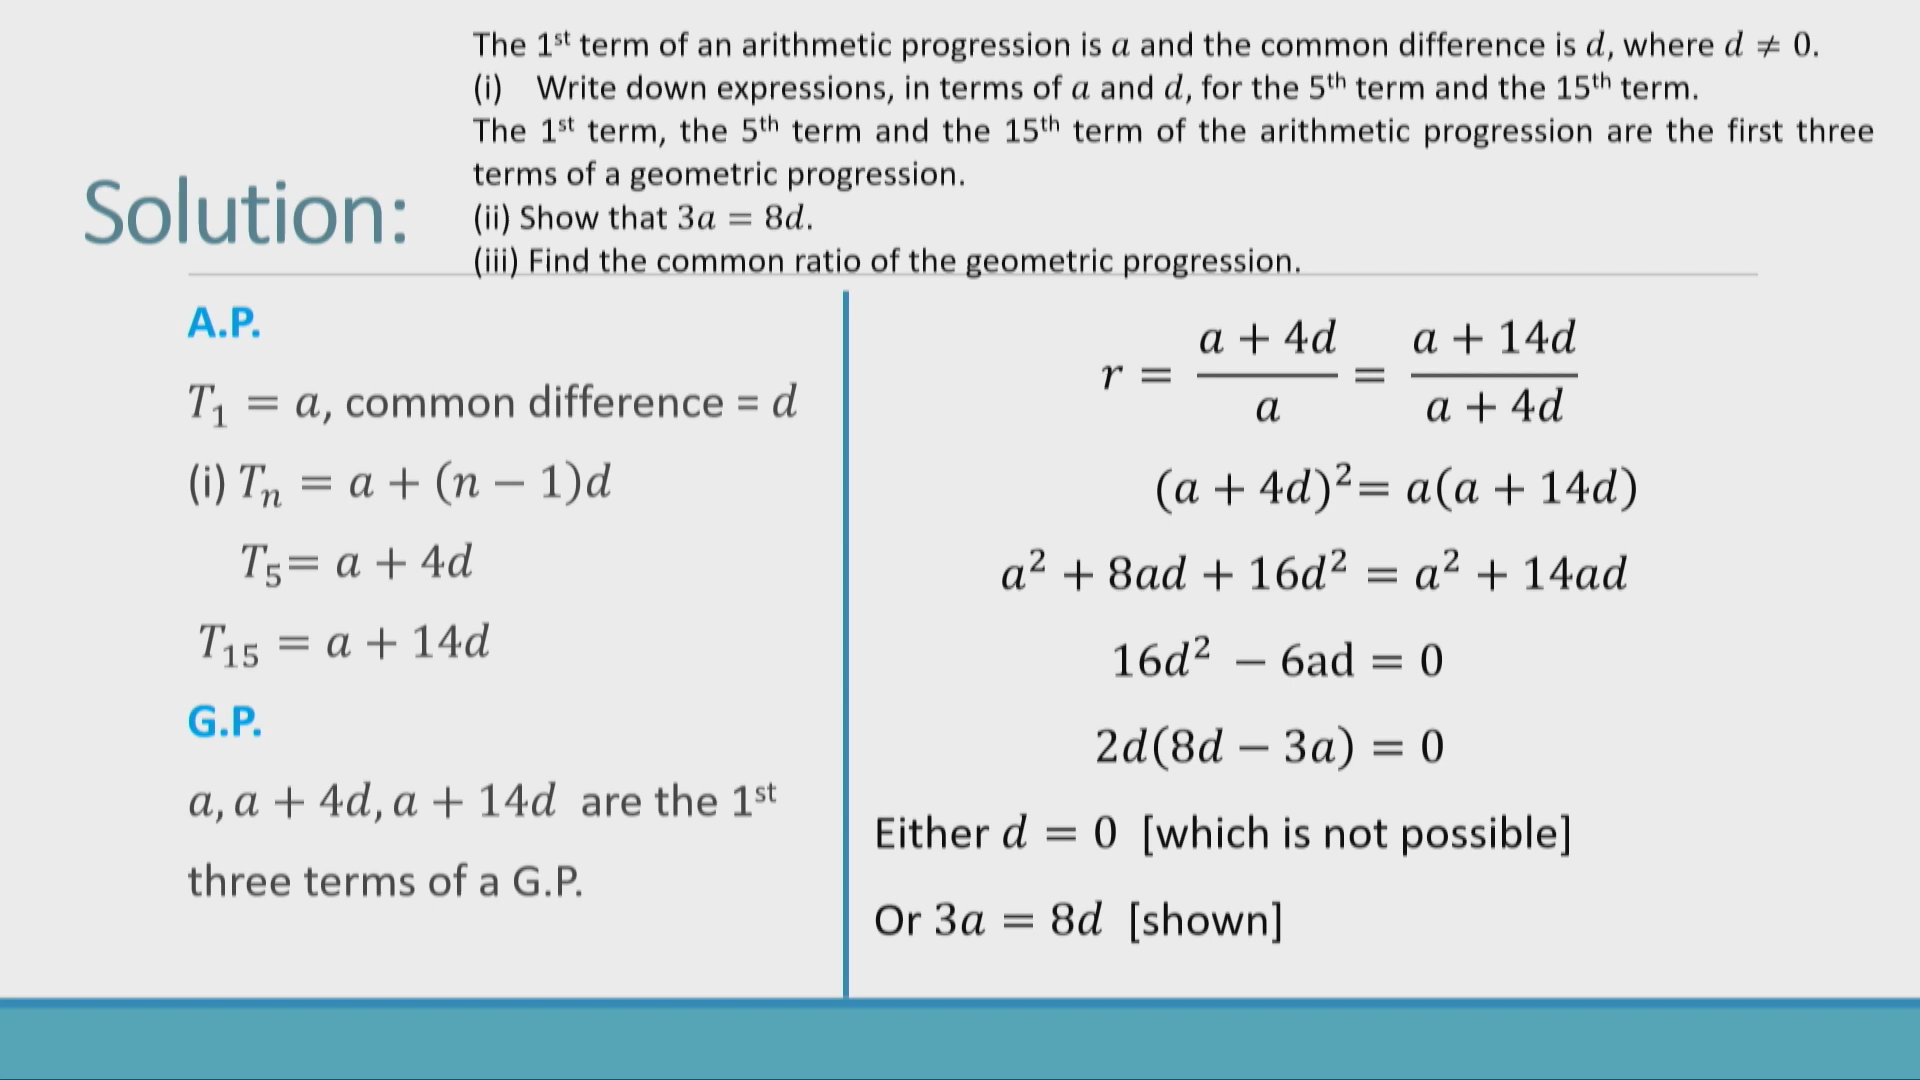 The 1st term of an arithmetic progression is a and the common difference is d, where d ≠ 0.
(i) Write down expressions, in terms of a and d, for the 5th term and the 15th term.
The 1st term, the 5th term and the 15th term of the arithmetic progression are the first three
terms of a geometric progression.
(ii) Show that 3a = 8d.
(iii) Find the common ratio of the geometric progression.
Solution:
A.P.
T₁ = a, common difference = d
(i) Tₙ = a + (n − 1)d
T₅= a + 4d
T₁₅ = a + 14d
G.P.
a, a + 4d, a + 14d are the 1st
three terms of a G.P.
r = (a + 4d)/a = (a + 14d)/(a + 4d)
(a + 4d)²= a(a + 14d)
a² + 8ad + 16d² = a² + 14ad
16d² − 6ad = 0
2d(8d − 3a) = 0
Either d = 0 [which is not possible]
Or 3a = 8d [shown]